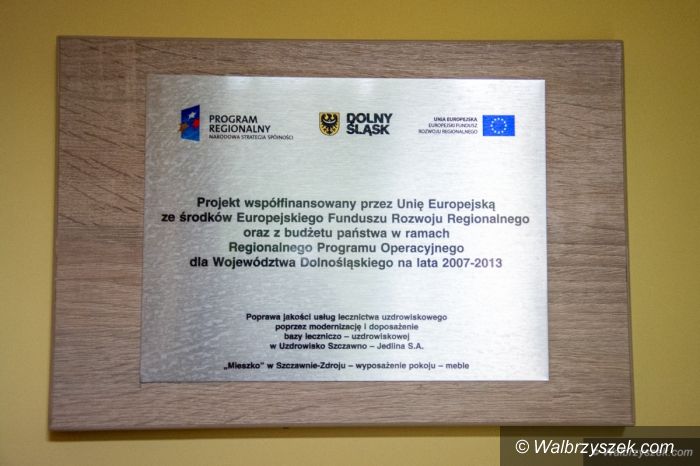 PROGRAM
REGIONALNY
NARODOWA STRATEGIA SPÓJNOŚCI
DOLNY
ŚLĄSK
UNIA EUROPEJSKA
EUROPEJSKI FUNDUSZ
ROZWOJU REGIONALNEGO
Projekt współfinansowany przez Unię Europejską
ze środków Europejskiego Funduszu Rozwoju Regionalnego
oraz z budżetu państwa w ramach
Regionalnego Programu Operacyjnego
dla Województwa Dolnośląskiego na lata 2007-2013
Poprawa jakości usług lecznictwa uzdrowiskowego
poprzez modernizację i doposażenie
bazy leczniczo – uzdrowiskowej
w Uzdrowisko Szczawno – Jedlina S.A.
„Mieszko" w Szczawnie-Zdroju – wyposażenie pokoju – meble
© Walbrzyszek.com
© Walbrzyszek.com